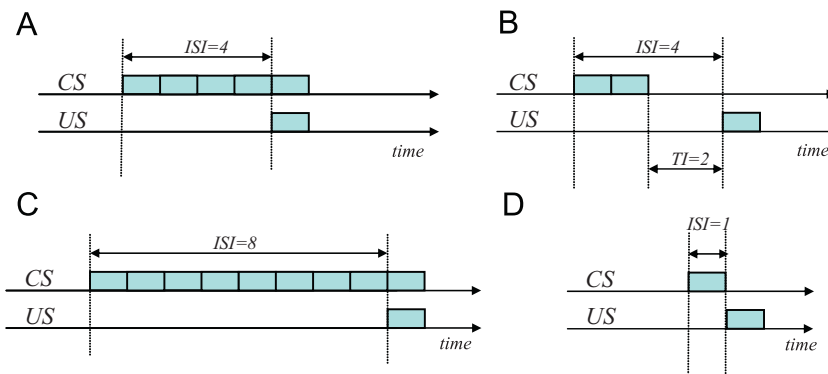 A
ISI=4
CS
US
time
B
ISI=4
CS
US
time
TI=2
C
ISI=8
CS
US
time
D
ISI=1
CS
US
time